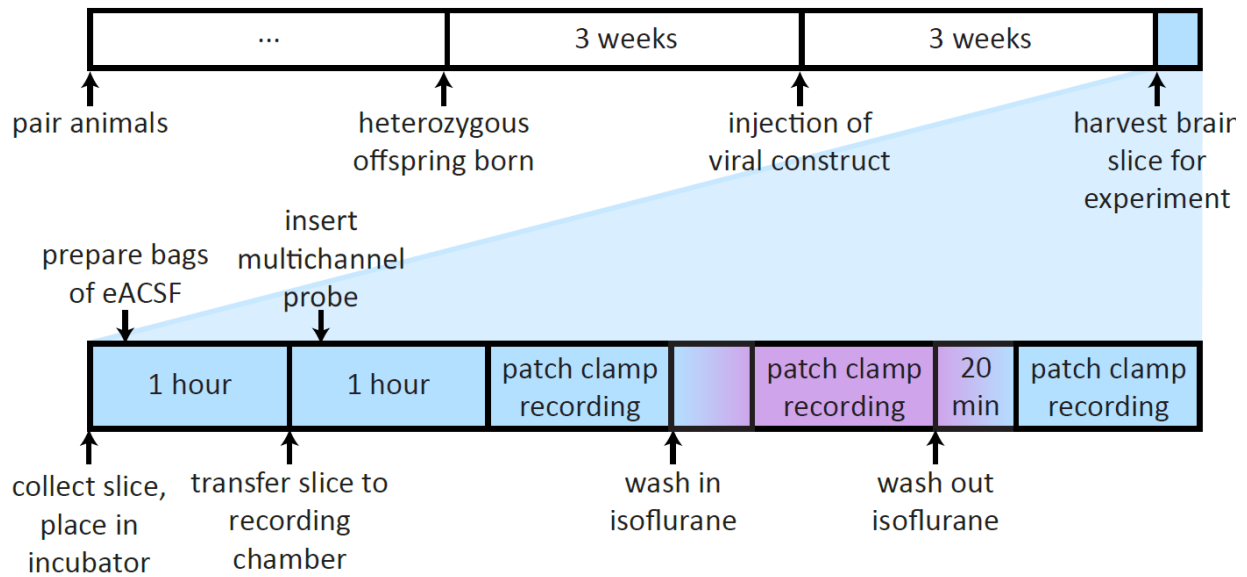 ...
3 weeks
3 weeks
pair animals
heterozygous
offspring born
injection of
viral construct
harvest brain
slice for
experiment
prepare bags
of eACSF
insert
multichannel
probe
1 hour
1 hour
patch clamp
recording
patch clamp
recording
20
min
patch clamp
recording
collect slice,
place in
incubator
transfer slice to
recording
chamber
wash in
isoflurane
wash out
isoflurane